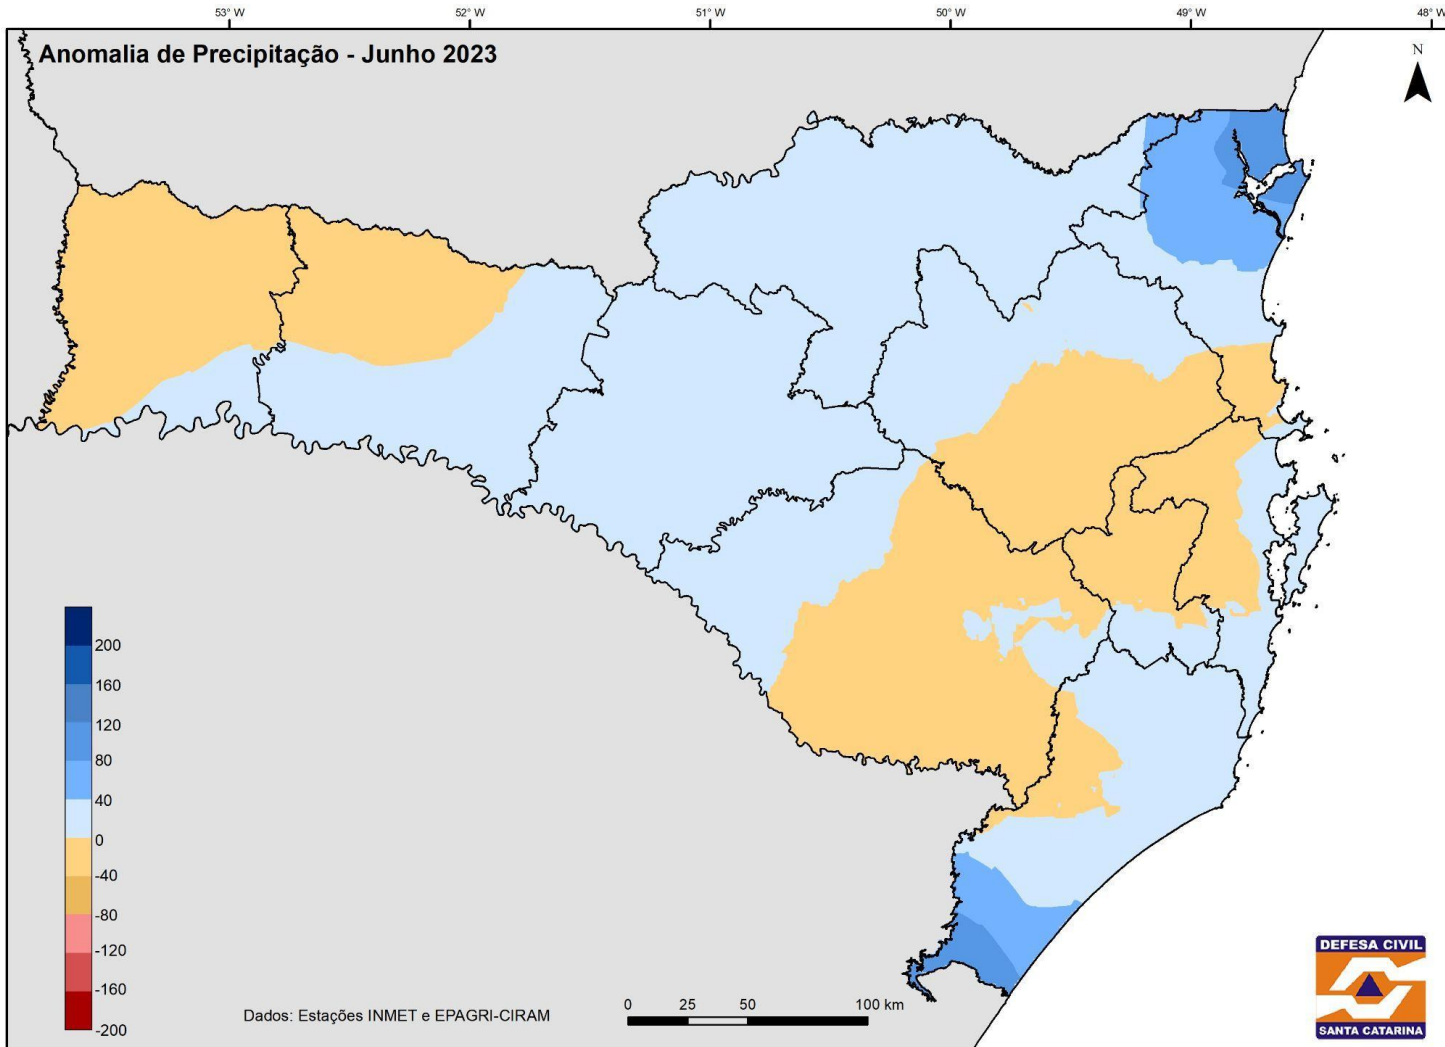 53° W
52° W
51° W
50° W
49° W
48° W
Anomalia de Precipitação - Junho 2023
N
200
160
120
80
40
0
-40
-80
-120
-160
-200
Dados: Estações INMET e EPAGRI-CIRAM
0 25 50 100 km
DEFESA CIVIL
SANTA CATARINA